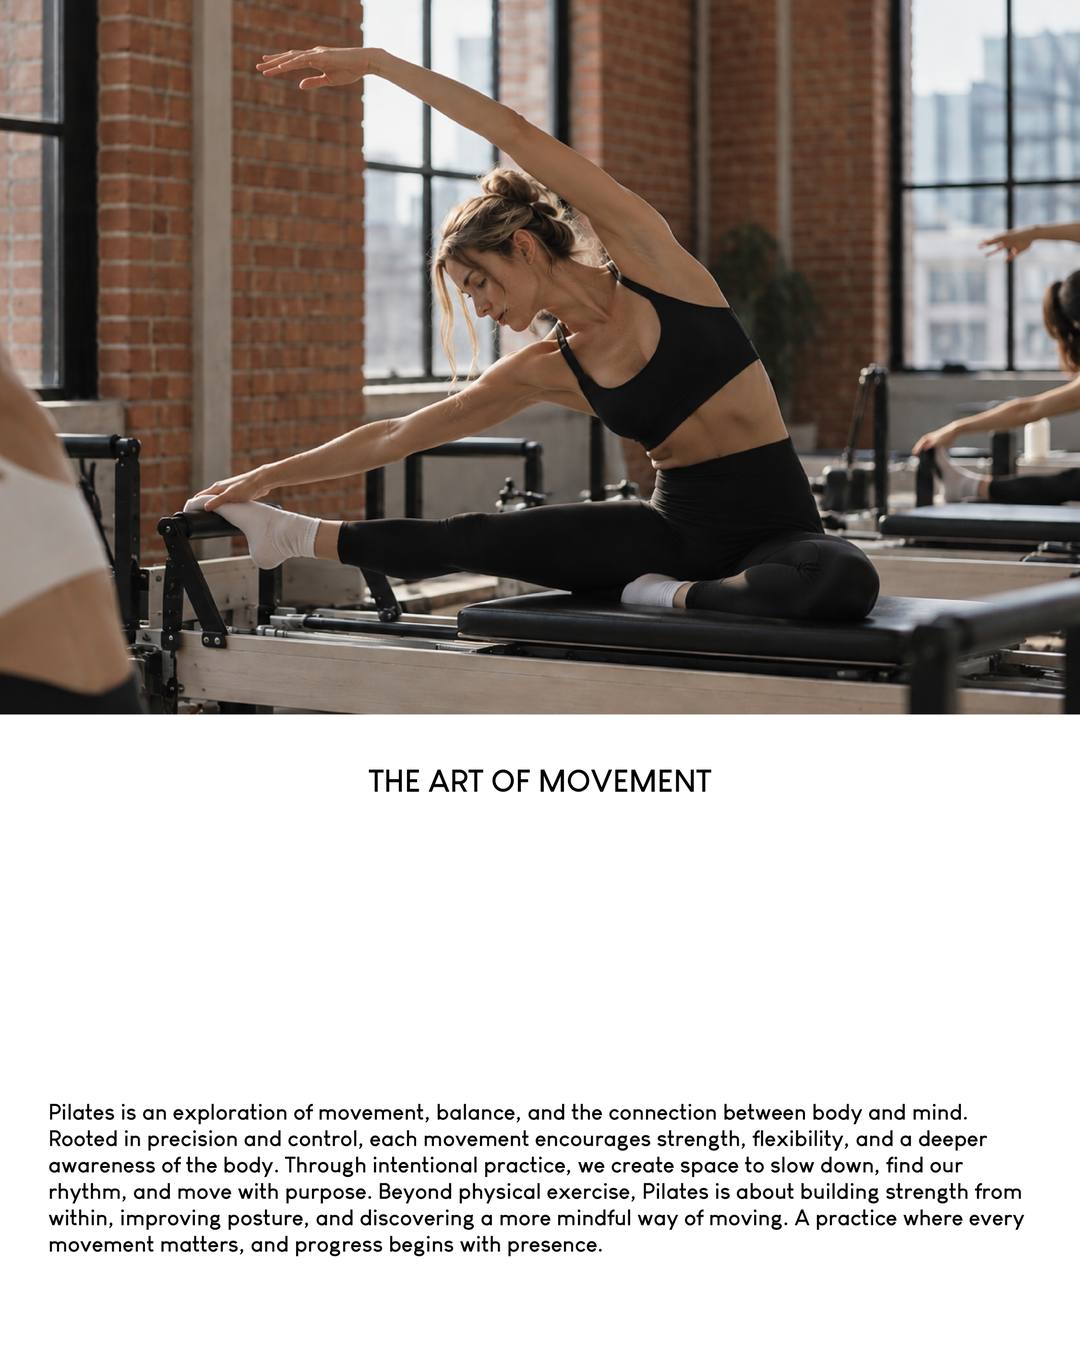 THE ART OF MOVEMENT
Pilates is an exploration of movement, balance, and the connection between body and mind.
Rooted in precision and control, each movement encourages strength, flexibility, and a deeper
awareness of the body. Through intentional practice, we create space to slow down, find our
rhythm, and move with purpose. Beyond physical exercise, Pilates is about building strength from
within, improving posture, and discovering a more mindful way of moving. A practice where every
movement matters, and progress begins with presence.